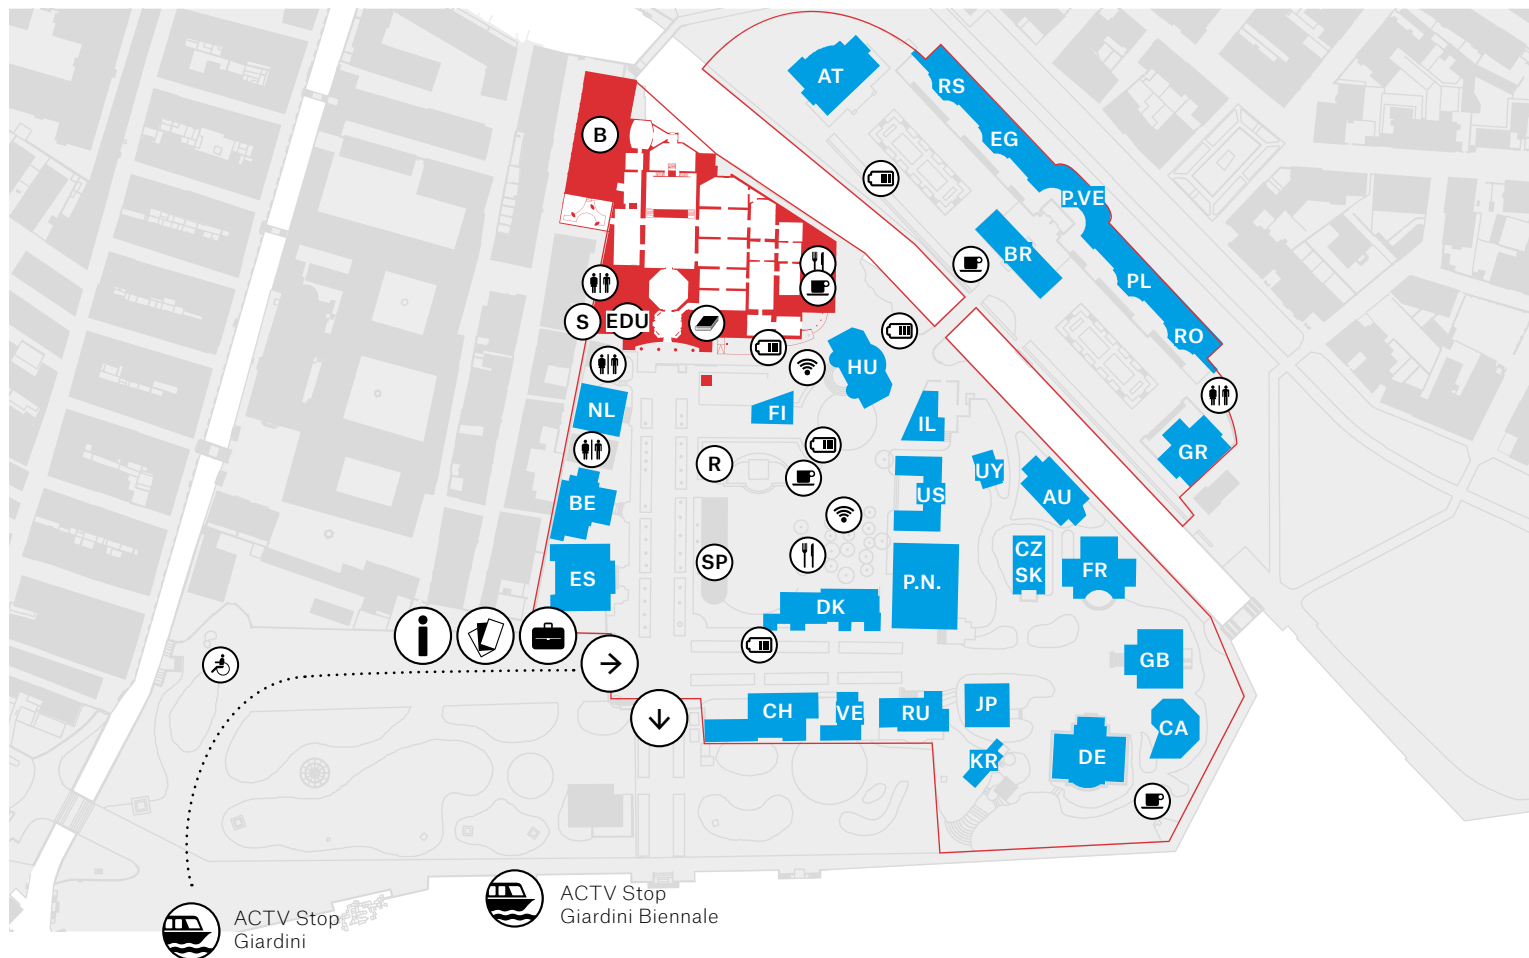 AT
RS
EG
B
P.VE
BR
PL
S
EDU
RO
HU
NL
FI
IL
GR
R
UY
BE
US
AU
CZ
SK
SP
FR
ES
P.N.
DK
GB
CH
VE
RU
JP
CA
KR
DE
ACTV Stop
Giardini Biennale
ACTV Stop
Giardini